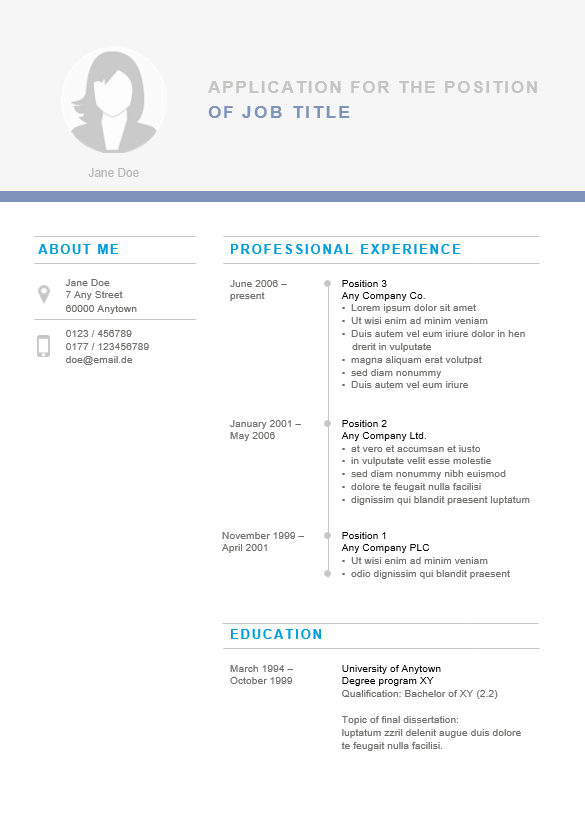 APPLICATION FOR THE POSITION
OF JOB TITLE
Jane Doe
ABOUT ME
Jane Doe
7 Any Street
60000 Anytown
0123 / 456789
0177 / 123456789
doe@email.de
PROFESSIONAL EXPERIENCE
June 2006 –
present
Position 3
Any Company Co.
• Lorem ipsum dolor sit amet
• Ut wisi enim ad minim veniam
• Duis autem vel eum iriure dolor in hen
drerit in vulputate
• magna aliquam erat volutpat
• sed diam nonummy
• Duis autem vel eum iriure
January 2001 –
May 2006
Position 2
Any Company Ltd.
• at vero et accumsan et iusto
• in vulputate velit esse molestie
• sed diam nonummy nibh euismod
• dolore te feugait nulla facilisi
• dignissim qui blandit praesent luptatum
November 1999 –
April 2001
Position 1
Any Company PLC
• Ut wisi enim ad minim veniam
• odio dignissim qui blandit praesent
EDUCATION
March 1994 –
October 1999
University of Anytown
Degree program XY
Qualification: Bachelor of XY (2.2)
Topic of final dissertation:
luptatum zzril delenit augue duis dolore
te feugait nulla facilisi.